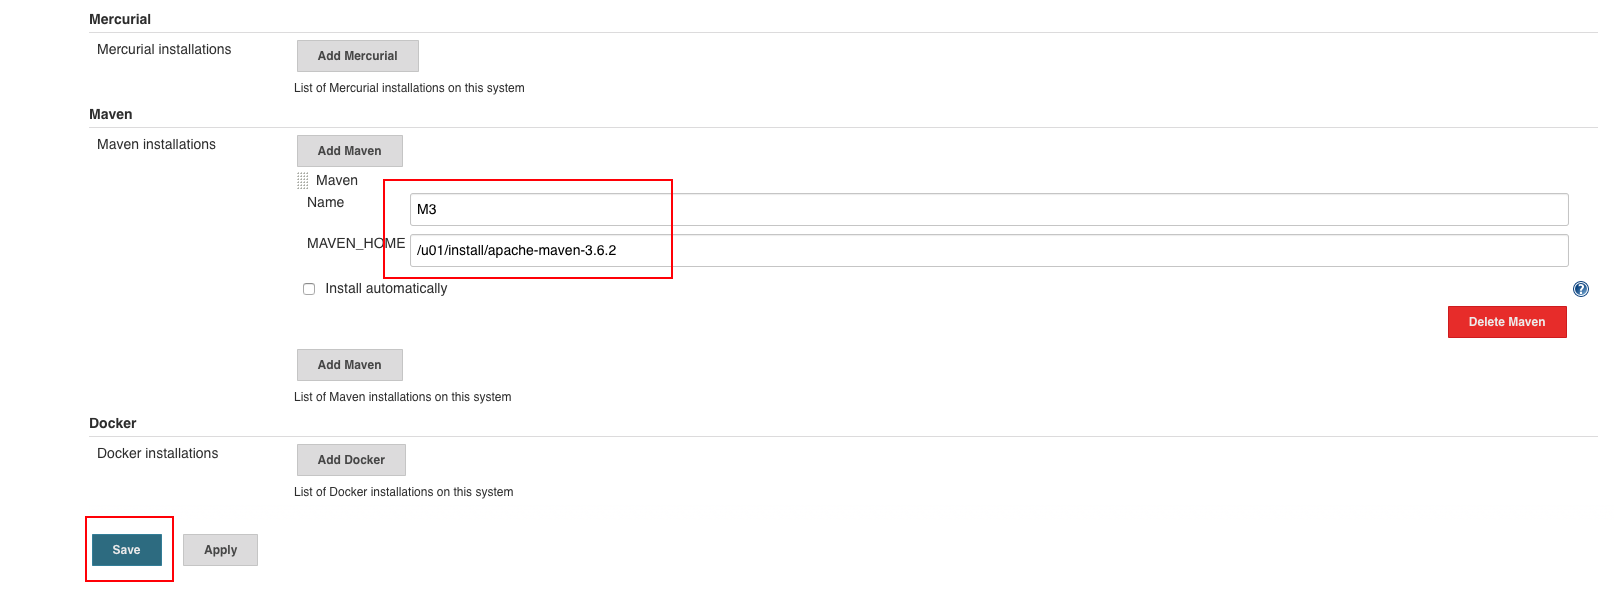 Mercurial
Mercurial installations
Add Mercurial
List of Mercurial installations on this system
Maven
Maven installations
Add Maven
Maven
Name
M3
MAVEN_HOME
/u01/install/apache-maven-3.6.2
Install automatically
?
Delete Maven
Add Maven
List of Maven installations on this system
Docker
Docker installations
Add Docker
List of Docker installations on this system
Save
Apply